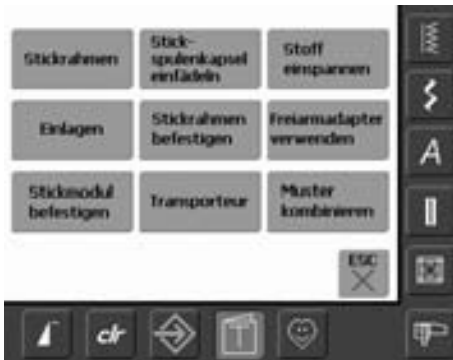 Stickrahmen
Stick-
spulenkapsel
einfädeln
Stoff
einspannen
Einlagen
Stickrahmen
befestigen
Freiarmadapter
verwenden
Stickmodul
befestigen
Transporteur
Muster
kombinieren
ESC
A
clr